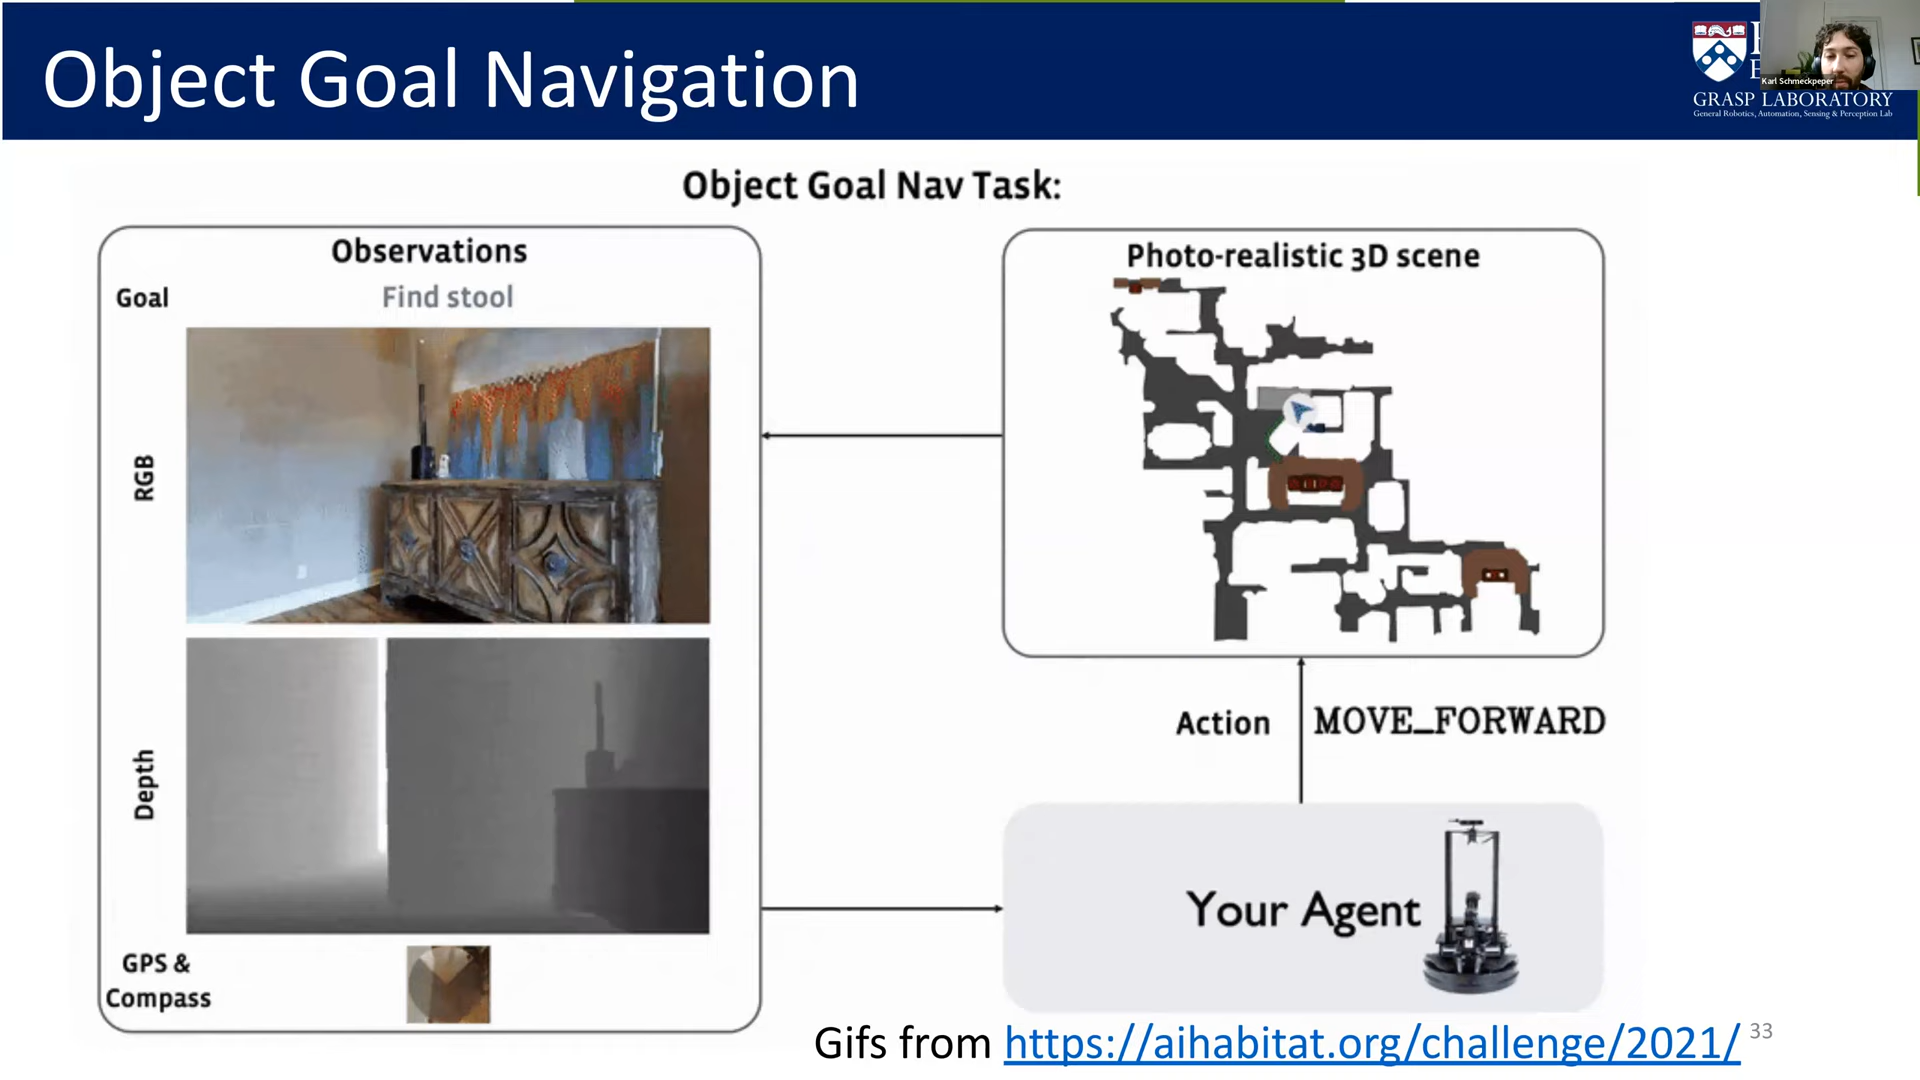 Object Goal Navigation
Karl Schmeckpeper
GRASP LABORATORY
General Robotics, Automation, Sensing & Perception Lab
Object Goal Nav Task:
Observations
Goal
Find stool
RGB
Depth
GPS &
Compass
Photo-realistic 3D scene
Action
MOVE_FORWARD
Your Agent
Gifs from https://aihabitat.org/challenge/2021/
33